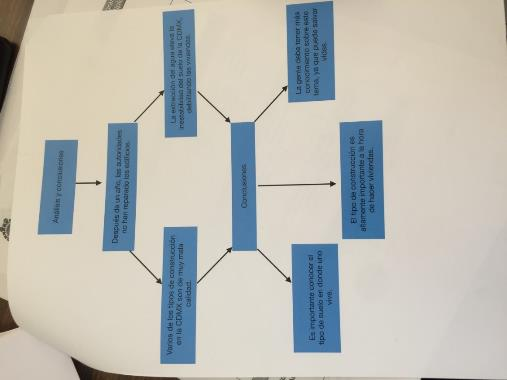 Análisis y conclusiones
Después de un año, las autoridades
no han reparado los edificios.
Varios de los tipos de construcción
en la CDMX son de muy mala
calidad.
La extracción del agua eleva la
inestabilidad del suelo de la CDMX,
debilitando las viviendas.
Conclusiones
Es importante conocer el
tipo de suelo en donde uno
vive.
El tipo de construcción es
altamente importante a la hora
de hacer viviendas.
La gente debe tener más
conocimiento sobre este
tema, ya que puede salvar
vidas.